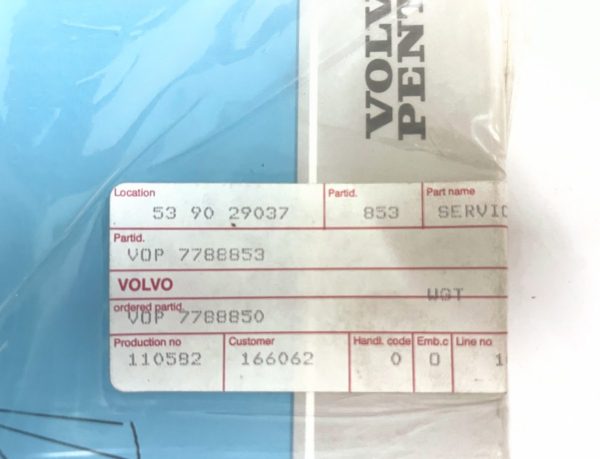 VOLV
PENT
Location Partid. Part name
53 90 29037 853 SERVIC
Partid.
VOP 7788853
VOLVO
WGT
ordered partid.
VOP 7788850
Production no Customer Handl. code Emb.c Line no
110582 166062 0 0 1